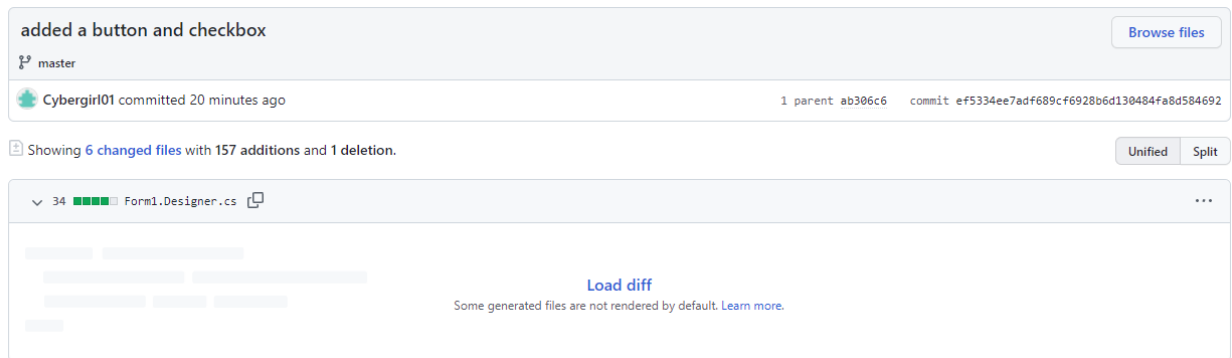 added a button and checkbox
Browse files
master
Cybergirl01 committed 20 minutes ago
1 parent ab306c6 commit ef5334ee7adf689cf6928b6d130484fa8d584692
Showing 6 changed files with 157 additions and 1 deletion.
Unified Split
34 Form1.Designer.cs
Load diff
Some generated files are not rendered by default. Learn more.